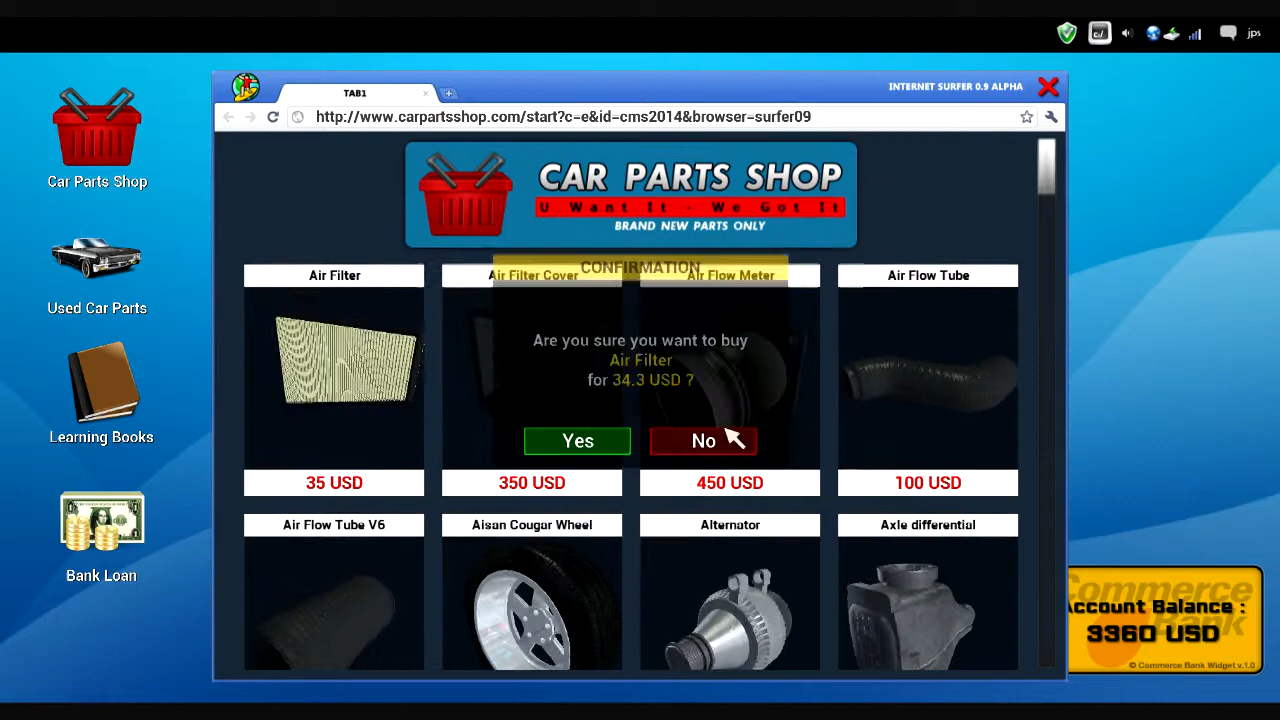 jps
TAB1
INTERNET SURFER 0.9 ALPHA
http://www.carpartsshop.com/start?c-e&id-cms2014&browser-surfer09
Car Parts Shop
Used Car Parts
Learning Books
Bank Loan
CAR PARTS SHOP
U Want It - We Got It
BRAND NEW PARTS ONLY
Air Filter
Air Filter Cover
Air Flow Meter
Air Flow Tube
CONFIRMATION
Are you sure you want to buy
Air Filter
for 34.3 USD ?
Yes
No
35 USD
350 USD
450 USD
100 USD
Air Flow Tube V6
Aisan Cougar Wheel
Alternator
Axle differential
Commerce
Bank
Account Balance :
3360 USD
© Commerce.Bank Widget v.1.0